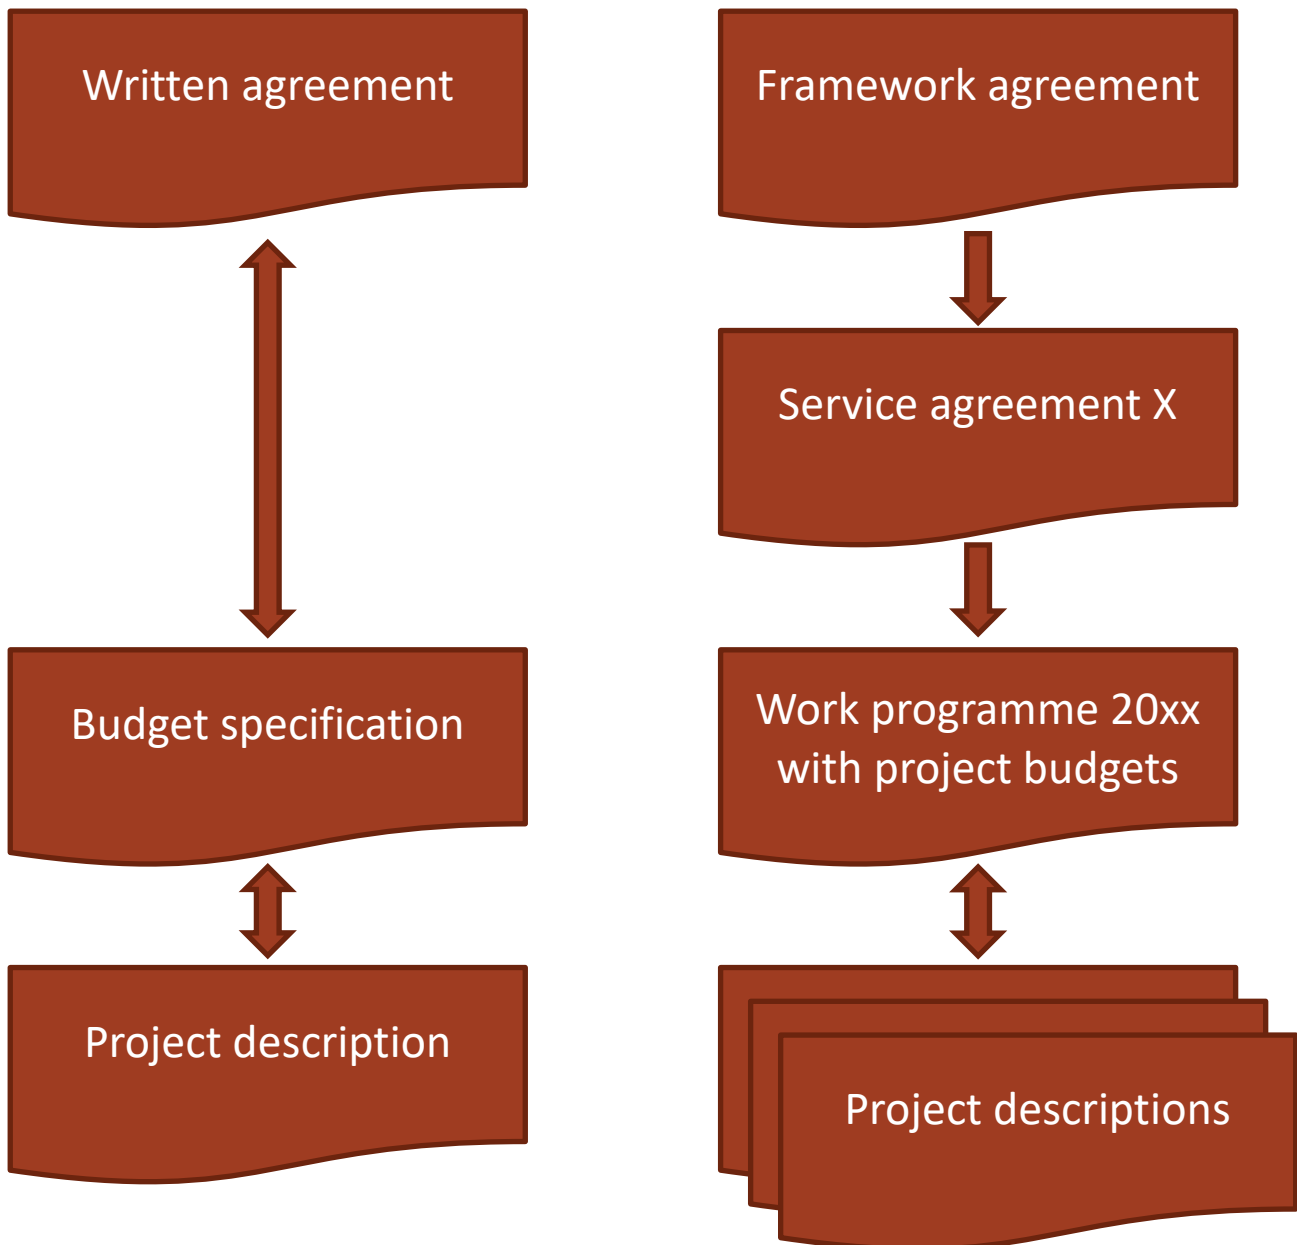 Written agreement
Framework agreement
Service agreement X
Budget specification
Work programme 20xx
with project budgets
Project description
Project descriptions